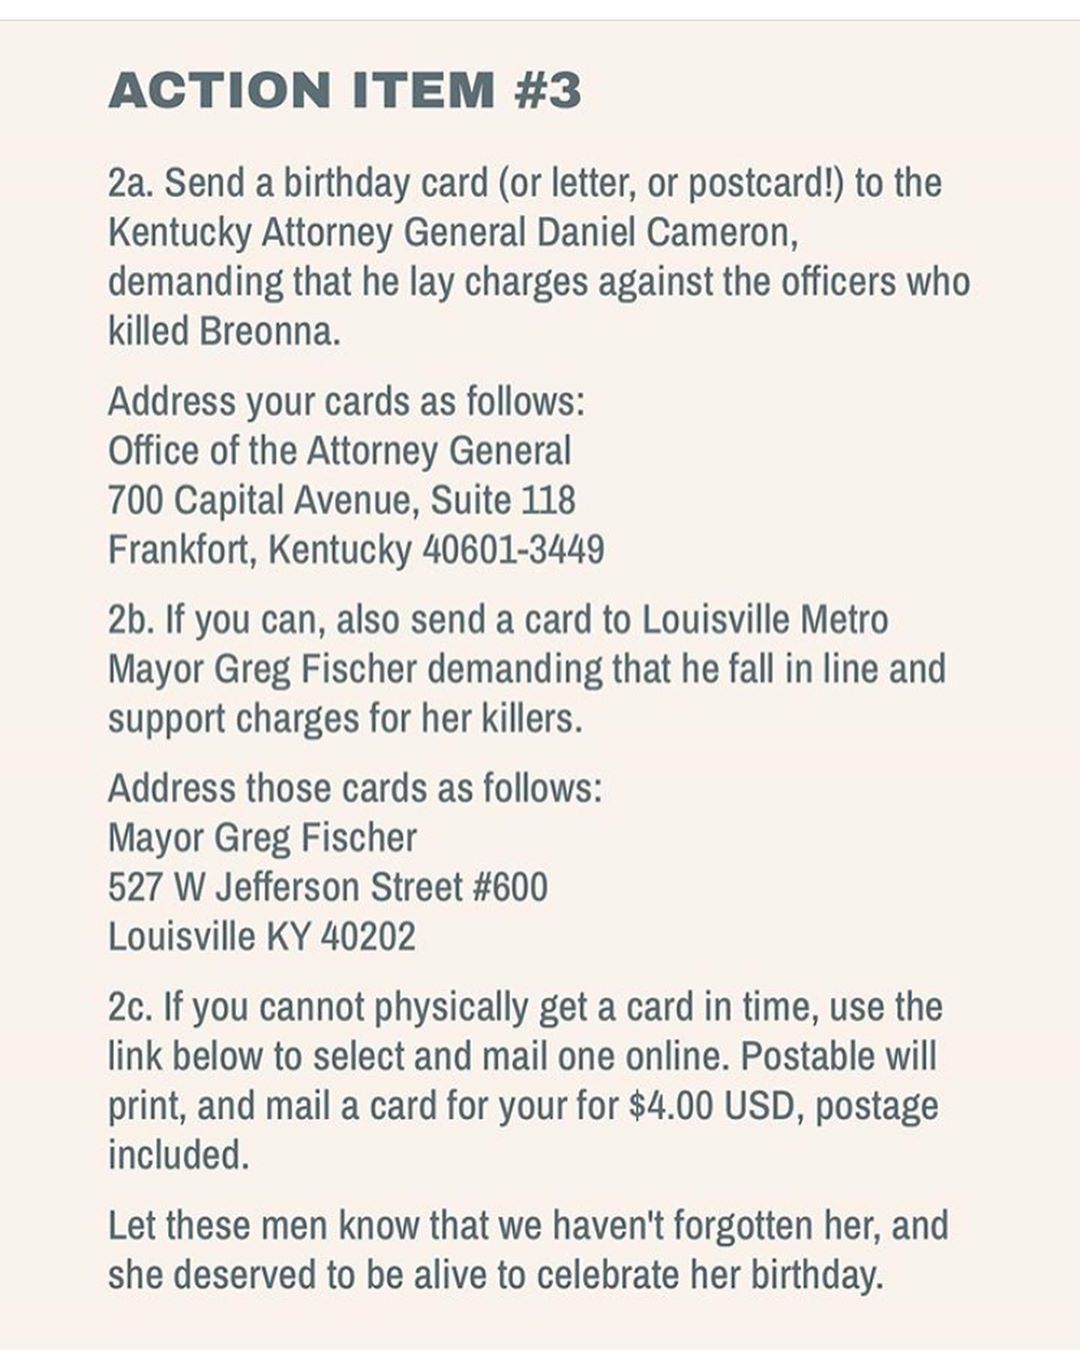 ACTION ITEM #3
2a. Send a birthday card (or letter, or postcard!) to the
Kentucky Attorney General Daniel Cameron,
demanding that he lay charges against the officers who
killed Breonna.
Address your cards as follows:
Office of the Attorney General
700 Capital Avenue, Suite 118
Frankfort, Kentucky 40601-3449
2b. If you can, also send a card to Louisville Metro
Mayor Greg Fischer demanding that he fall in line and
support charges for her killers.
Address those cards as follows:
Mayor Greg Fischer
527 W Jefferson Street #600
Louisville KY 40202
2c. If you cannot physically get a card in time, use the
link below to select and mail one online. Postable will
print, and mail a card for your for $4.00 USD, postage
included.
Let these men know that we haven't forgotten her, and
she deserved to be alive to celebrate her birthday.